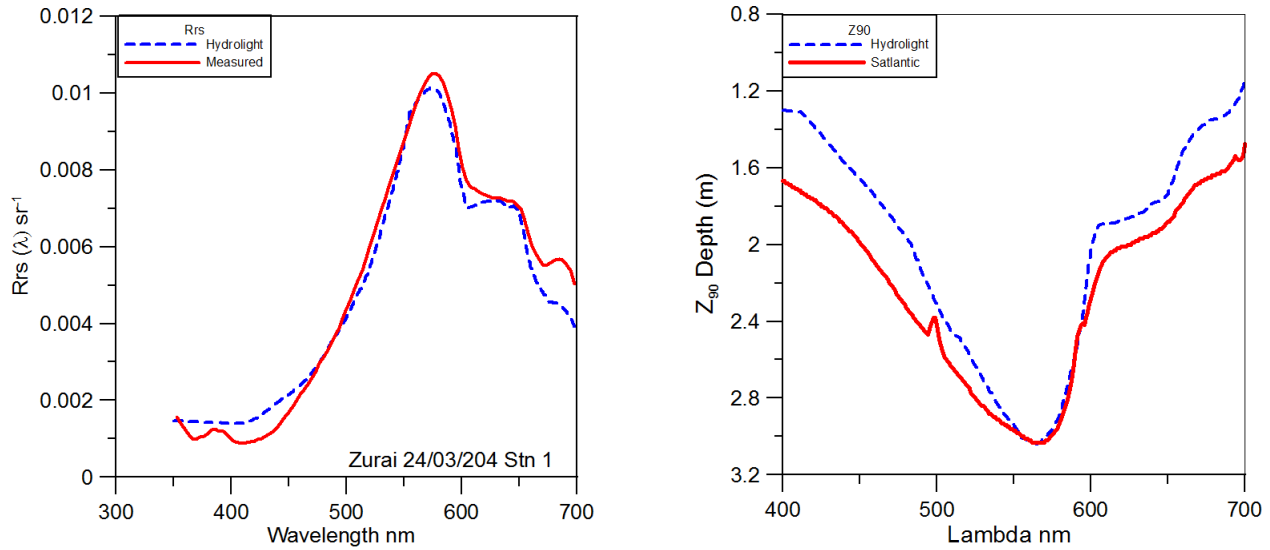 Rrs
Hydrolight
Measured
0.012
0.01
0.008
0.006
0.004
0.002
0
Rrs (λ) sr⁻¹
300 400 500 600 700
Wavelength nm
Zurai 24/03/204 Stn 1
Z90
Hydrolight
Satlantic
0.8
1.2
1.6
2
2.4
2.8
3.2
Z₉₀ Depth (m)
400 500 600 700
Lambda nm